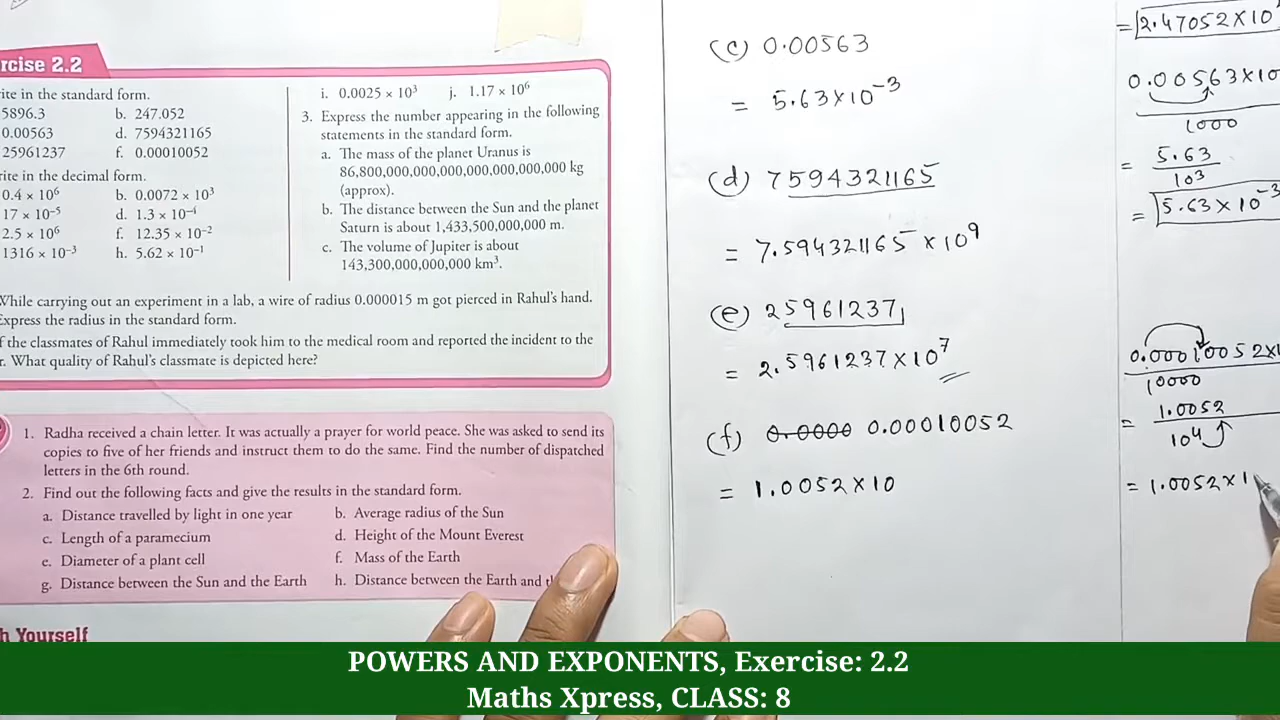 rcise 2.2
rite in the standard form.
5896.3 b. 247.052
0.00563 d. 7594321165
25961237 f. 0.00010052
rite in the decimal form.
0.4 × 10⁶ b. 0.0072 × 10³
17 × 10⁻⁵ d. 1.3 × 10⁻⁴
2.5 × 10⁶ f. 12.35 × 10⁻²
1316 × 10⁻³ h. 5.62 × 10⁻¹
i. 0.0025 × 10³ j. 1.17 × 10⁶
3. Express the number appearing in the following
statements in the standard form.
a. The mass of the planet Uranus is
86,800,000,000,000,000,000,000,000 kg
(approx).
b. The distance between the Sun and the planet
Saturn is about 1,433,500,000,000 m.
c. The volume of Jupiter is about
143,300,000,000,000 km³.
While carrying out an experiment in a lab, a wire of radius 0.000015 m got pierced in Rahul's hand.
Express the radius in the standard form.
f the classmates of Rahul immediately took him to the medical room and reported the incident to the
r. What quality of Rahul's classmate is depicted here?
1. Radha received a chain letter. It was actually a prayer for world peace. She was asked to send its
copies to five of her friends and instruct them to do the same. Find the number of dispatched
letters in the 6th round.
2. Find out the following facts and give the results in the standard form.
a. Distance travelled by light in one year b. Average radius of the Sun
c. Length of a paramecium d. Height of the Mount Everest
e. Diameter of a plant cell f. Mass of the Earth
g. Distance between the Sun and the Earth h. Distance between the Earth and t
h Yourself
(c) 0.00563
= 5.63×10⁻³
(d) 7594321165
= 7.594321165 × 10⁹
(e) 25961237
= 2.5961237×10⁷
(f) 0.0000 0.00010052
= 1.0052×10
= 2.47052×10
0.00563×10
1000
= 5.63
10³
= 5.63×10⁻³
0.00010052×1
10000
= 1.0052
10⁴
= 1.0052×1
POWERS AND EXPONENTS, Exercise: 2.2
Maths Xpress, CLASS: 8